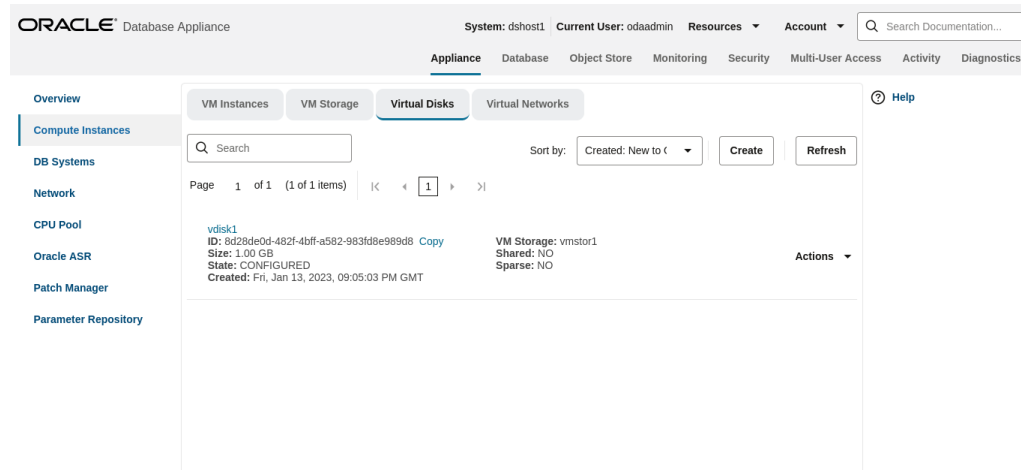 ORACLE Database Appliance System: dshost1 Current User: odaadmin Resources Account Search Documentation...
Appliance Database Object Store Monitoring Security Multi-User Access Activity Diagnostics
Overview
Compute Instances
DB Systems
Network
CPU Pool
Oracle ASR
Patch Manager
Parameter Repository
VM Instances VM Storage Virtual Disks Virtual Networks
Search
Sort by: Created: New to Create Refresh
Page 1 of 1 (1 of 1 items) 1
vdisk1
ID: 8d28de0d-482f-4bff-a582-983fd8e989d8 Copy
Size: 1.00 GB
State: CONFIGURED
Created: Fri, Jan 13, 2023, 09:05:03 PM GMT
VM Storage: vmstor1
Shared: NO
Sparse: NO
Actions
Help